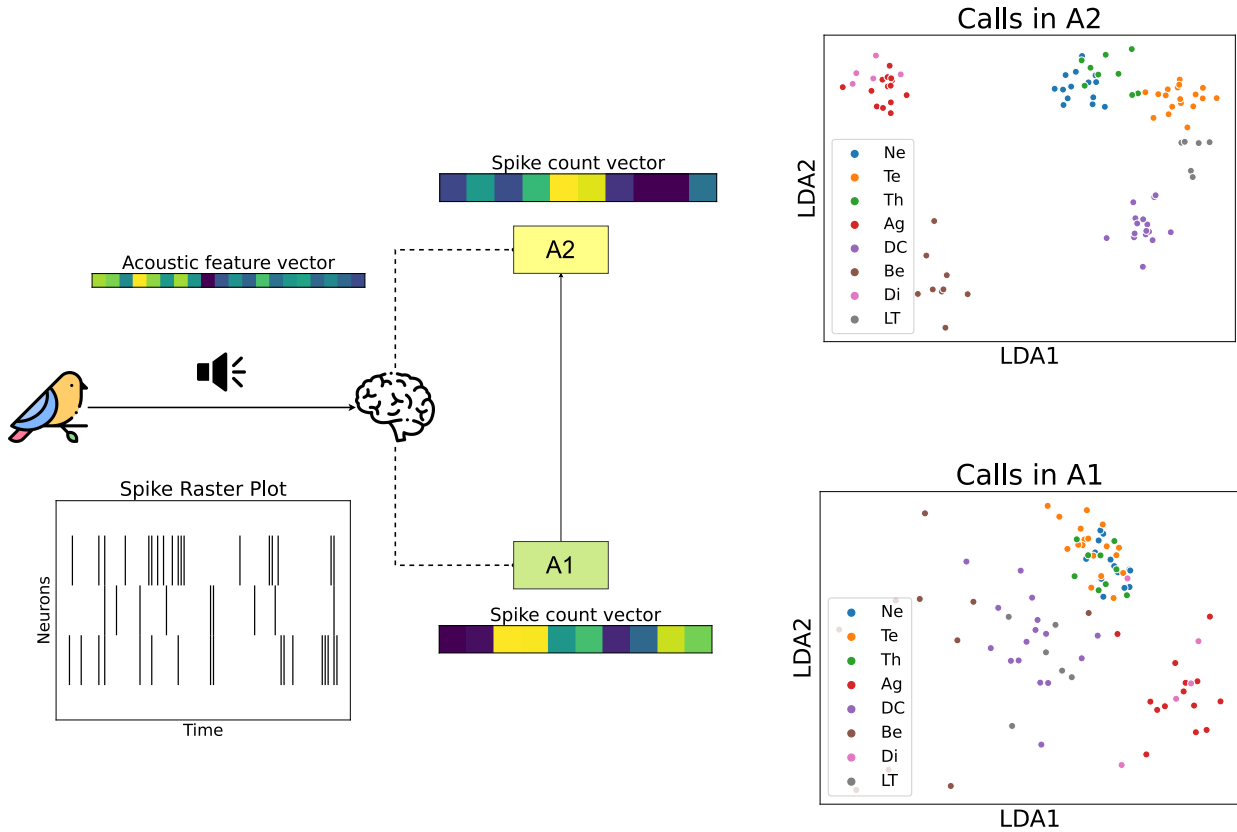 Acoustic feature vector
Spike Raster Plot
Neurons
Time
Spike count vector
A2
A1
Spike count vector
Calls in A2
LDA2
Ne
Te
Th
Ag
DC
Be
Di
LT
LDA1
Calls in A1
LDA2
Ne
Te
Th
Ag
DC
Be
Di
LT
LDA1